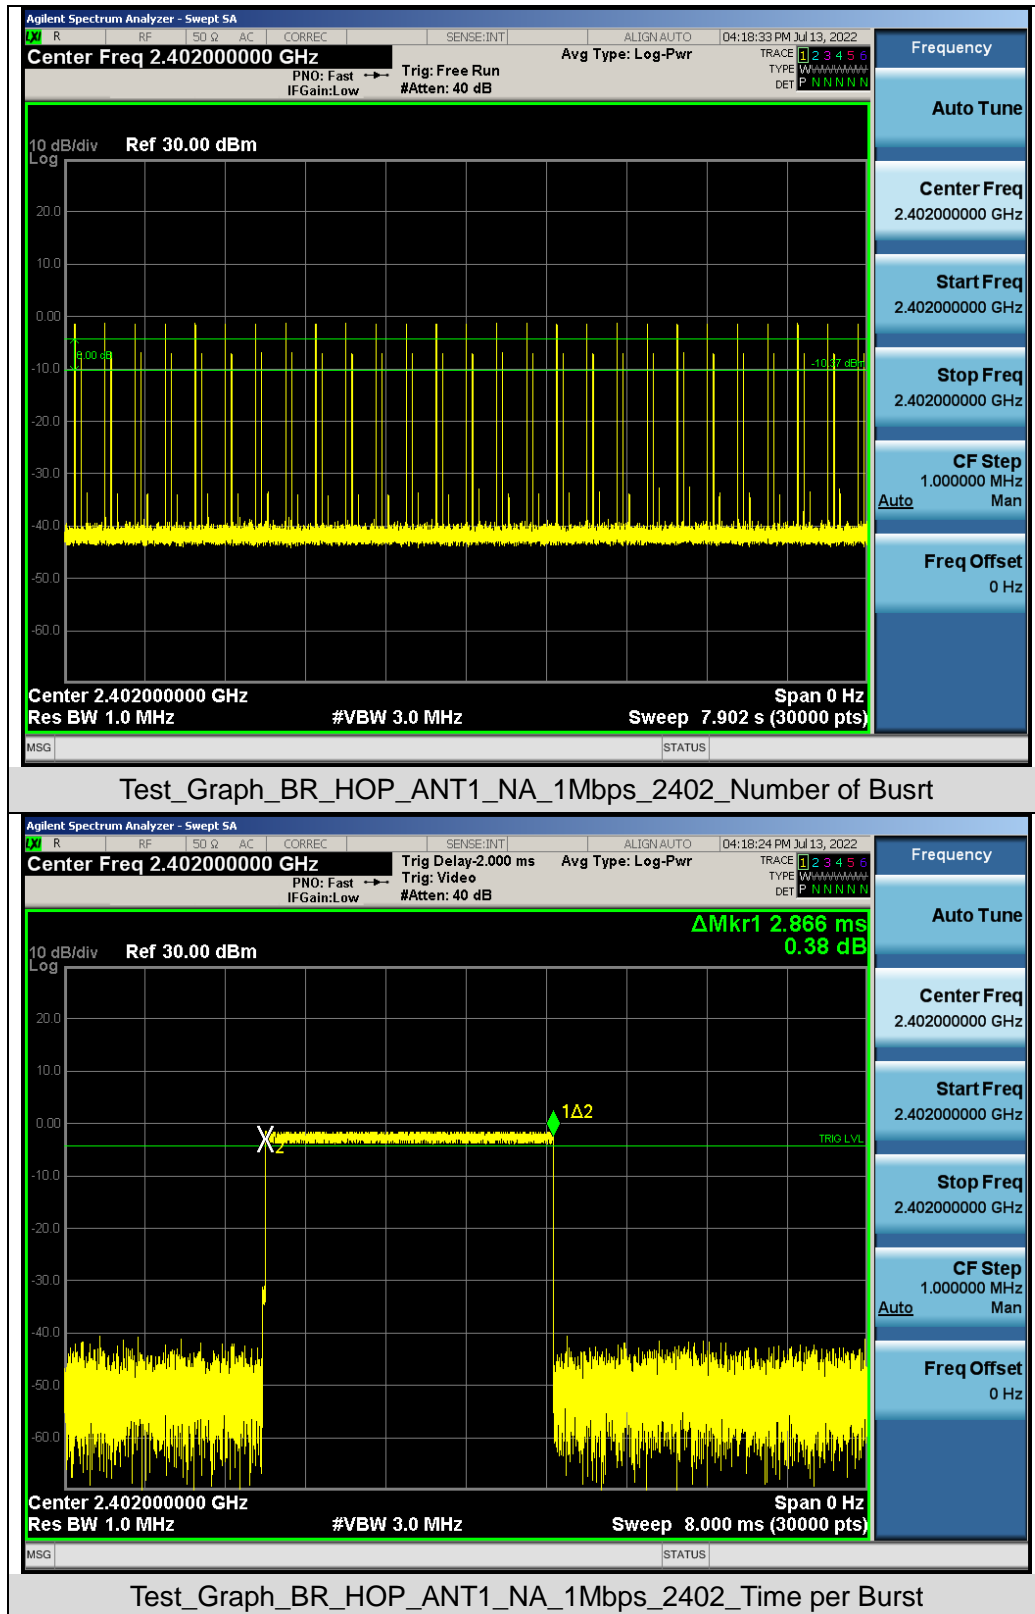 Agilent Spectrum Analyzer - Swept SA
LXI R RF 50 Ω AC CORREC SENSE:INT ALIGN AUTO 04:18:33 PM Jul 13, 2022
Center Freq 2.402000000 GHz
PNO: Fast
IFGain:Low
Trig: Free Run
#Atten: 40 dB
Avg Type: Log-Pwr
TRACE 1 2 3 4 5 6
TYPE
DET P N N N N N
Frequency
Auto Tune
10 dB/div Ref 30.00 dBm
Log
20.0
10.0
0.00
-10.0
-20.0
-30.0
-40.0
-50.0
-60.0
-10.37 dBm
Center Freq
2.402000000 GHz
Start Freq
2.402000000 GHz
Stop Freq
2.402000000 GHz
CF Step
1.000000 MHz
Auto Man
Freq Offset
0 Hz
Center 2.402000000 GHz Span 0 Hz
Res BW 1.0 MHz #VBW 3.0 MHz Sweep 7.902 s (30000 pts)
MSG STATUS
Test_Graph_BR_HOP_ANT1_NA_1Mbps_2402_Number of Busrt
Agilent Spectrum Analyzer - Swept SA
LXI R RF 50 Ω AC CORREC SENSE:INT ALIGN AUTO 04:18:24 PM Jul 13, 2022
Center Freq 2.402000000 GHz
PNO: Fast
IFGain:Low
Trig Delay-2.000 ms
Trig: Video
#Atten: 40 dB
Avg Type: Log-Pwr
TRACE 1 2 3 4 5 6
TYPE
DET P N N N N N
Frequency
Auto Tune
ΔMkr1 2.866 ms
0.38 dB
10 dB/div Ref 30.00 dBm
Log
20.0
10.0
0.00
-10.0
-20.0
-30.0
-40.0
-50.0
-60.0
1Δ2
2
TRIG LVL
Center Freq
2.402000000 GHz
Start Freq
2.402000000 GHz
Stop Freq
2.402000000 GHz
CF Step
1.000000 MHz
Auto Man
Freq Offset
0 Hz
Center 2.402000000 GHz Span 0 Hz
Res BW 1.0 MHz #VBW 3.0 MHz Sweep 8.000 ms (30000 pts)
MSG STATUS
Test_Graph_BR_HOP_ANT1_NA_1Mbps_2402_Time per Burst